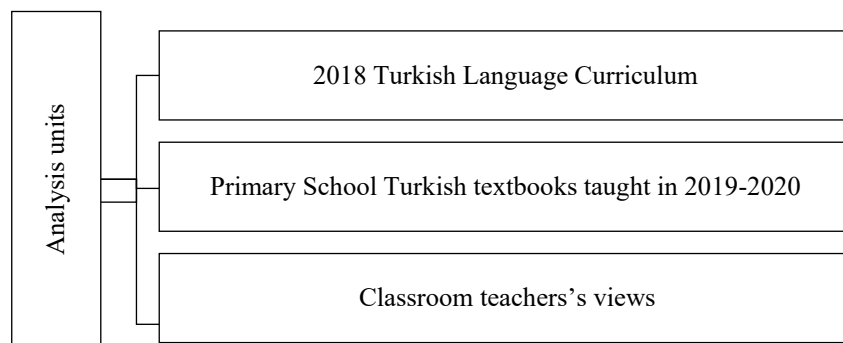 Analysis units
2018 Turkish Language Curriculum
Primary School Turkish textbooks taught in 2019-2020
Classroom teachers’s views